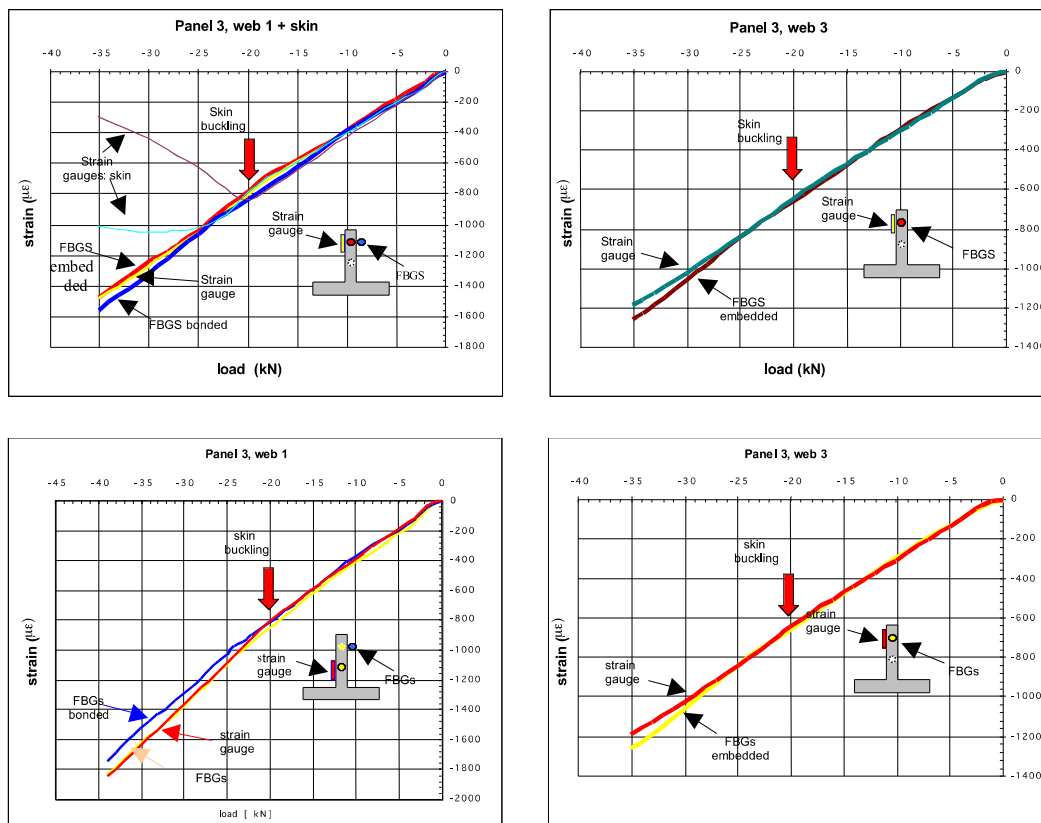 Panel 3, web 1 + skin
-40 -35 -30 -25 -20 -15 -10 -5 0
0
-200
-400
-600
-800
-1000
-1200
-1400
-1600
-1800
Skin
buckling
Strain
gauges: skin
Strain
gauge
FBGS
FBGS
embed
ded
Strain
gauge
FBGS bonded
strain (με)
load (kN)
Panel 3, web 3
-40 -35 -30 -25 -20 -15 -10 -5 0
0
-200
-400
-600
-800
-1000
-1200
-1400
Skin
buckling
Strain
gauge
FBGS
Strain
gauge
FBGS
embedded
strain (με)
load (kN)
Panel 3, web 1
-45 -40 -35 -30 -25 -20 -15 -10 -5 0
0
-200
-400
-600
-800
-1000
-1200
-1400
-1600
-1800
-2000
skin
buckling
strain
gauge
FBGs
FBGs
bonded
strain
gauge
FBGs
strain (με)
load [ kN]
Panel 3, web 3
-40 -35 -30 -25 -20 -15 -10 -5 0
0
-200
-400
-600
-800
-1000
-1200
-1400
skin
buckling
strain
gauge
FBGs
strain
gauge
FBGs
embedded
strain (με)